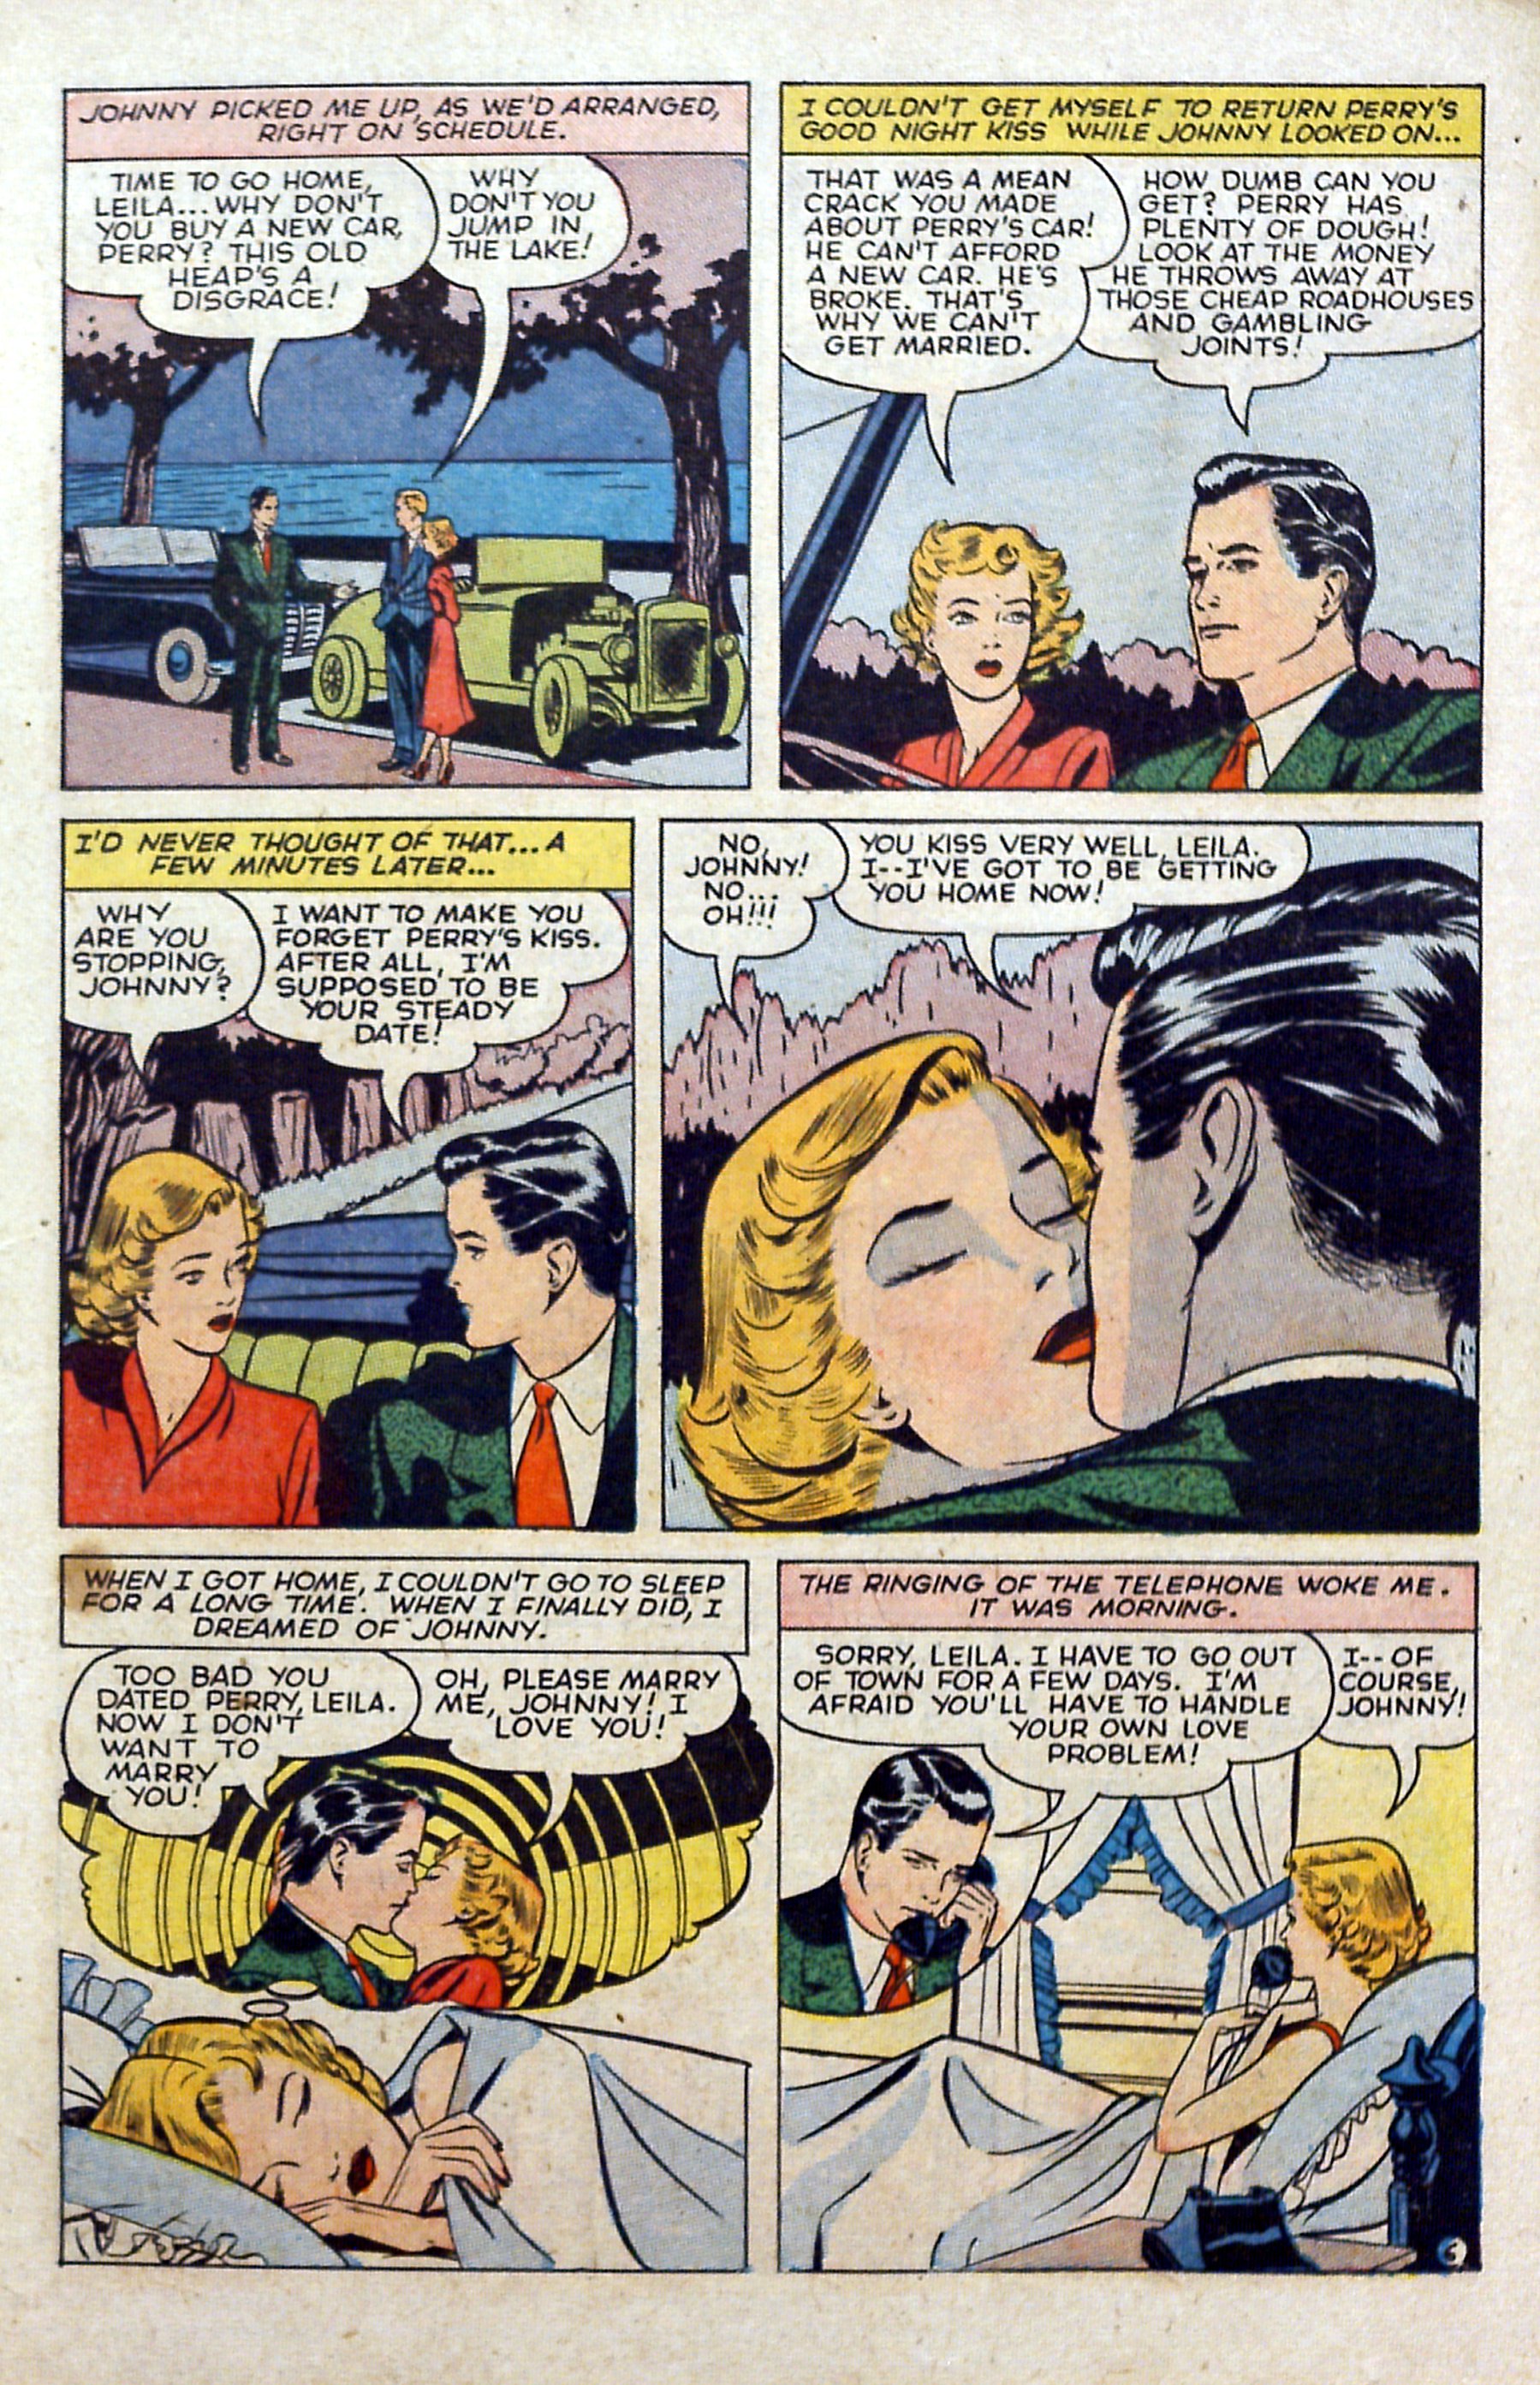 JOHNNY PICKED ME UP, AS WE'D ARRANGED,
RIGHT ON SCHEDULE.
TIME TO GO HOME,
LEILA... WHY DON'T
YOU BUY A NEW CAR,
PERRY? THIS OLD
HEAP'S A
DISGRACE!
WHY
DON'T YOU
JUMP IN
THE LAKE!
I COULDN'T GET MYSELF TO RETURN PERRY'S
GOOD NIGHT KISS WHILE JOHNNY LOOKED ON...
THAT WAS A MEAN
CRACK YOU MADE
ABOUT PERRY'S CAR!
HE CAN'T AFFORD
A NEW CAR. HE'S
BROKE. THAT'S
WHY WE CAN'T
GET MARRIED.
HOW DUMB CAN YOU
GET? PERRY HAS
PLENTY OF DOUGH!
LOOK AT THE MONEY
HE THROWS AWAY AT
THOSE CHEAP ROADHOUSES
AND GAMBLING
JOINTS!
I'D NEVER THOUGHT OF THAT... A
FEW MINUTES LATER...
WHY
ARE YOU
STOPPING,
JOHNNY?
I WANT TO MAKE YOU
FORGET PERRY'S KISS.
AFTER ALL, I'M
SUPPOSED TO BE
YOUR STEADY
DATE!
NO,
JOHNNY!
NO...
OH!!!
YOU KISS VERY WELL, LEILA.
I--I'VE GOT TO BE GETTING
YOU HOME NOW!
WHEN I GOT HOME, I COULDN'T GO TO SLEEP
FOR A LONG TIME. WHEN I FINALLY DID, I
DREAMED OF JOHNNY.
TOO BAD YOU
DATED PERRY, LEILA.
NOW I DON'T
WANT TO
MARRY
YOU!
OH, PLEASE MARRY
ME, JOHNNY! I
LOVE YOU!
THE RINGING OF THE TELEPHONE WOKE ME.
IT WAS MORNING.
SORRY, LEILA. I HAVE TO GO OUT
OF TOWN FOR A FEW DAYS. I'M
AFRAID YOU'LL HAVE TO HANDLE
YOUR OWN LOVE
PROBLEM!
I-- OF
COURSE,
JOHNNY!